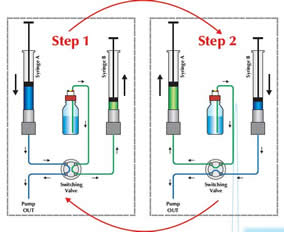 Step 1
Syringe A
Syringe B
Switching
Valve
Pump
OUT
Step 2
Syringe A
Syringe B
Switching
Valve
Pump
OUT